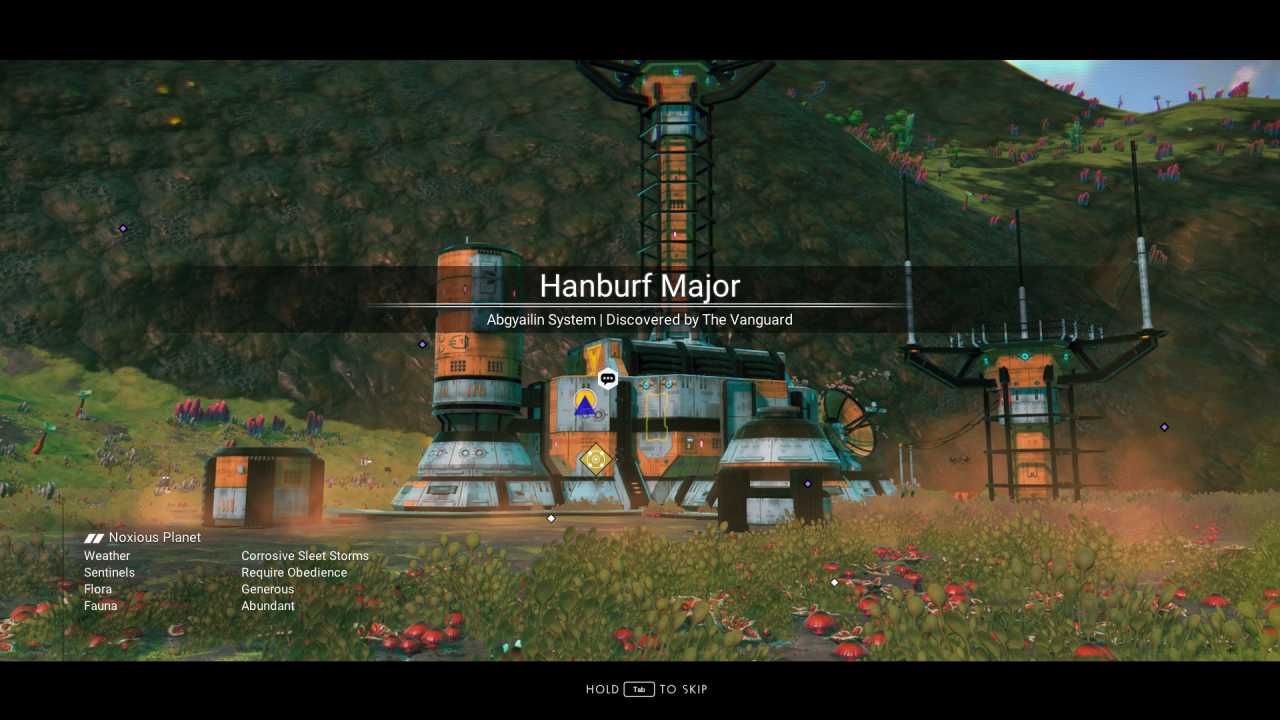 Hanburf Major
Abgyailin System | Discovered by The Vanguard
Noxious Planet
Weather Corrosive Sleet Storms
Sentinels Require Obedience
Flora Generous
Fauna Abundant
HOLD Tab TO SKIP